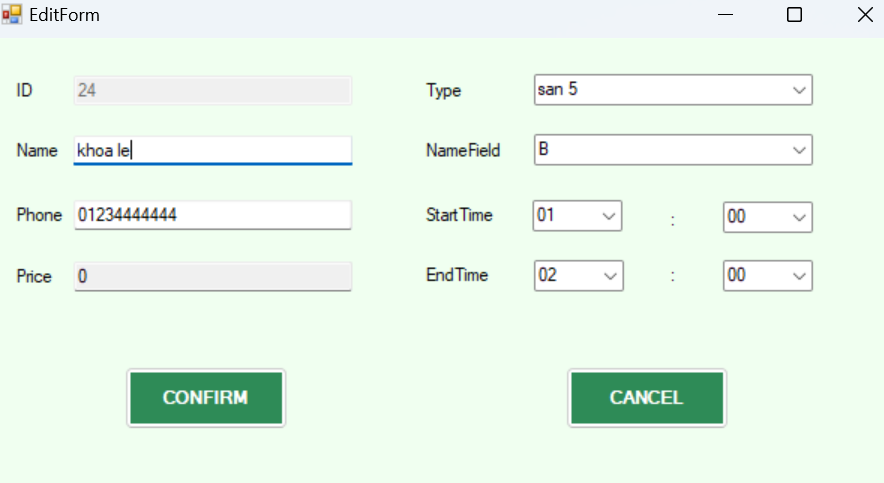 EditForm
ID 24 Type san 5
Name khoa le NameField B
Phone 01234444444 StartTime 01 : 00
Price 0 EndTime 02 : 00
CONFIRM CANCEL